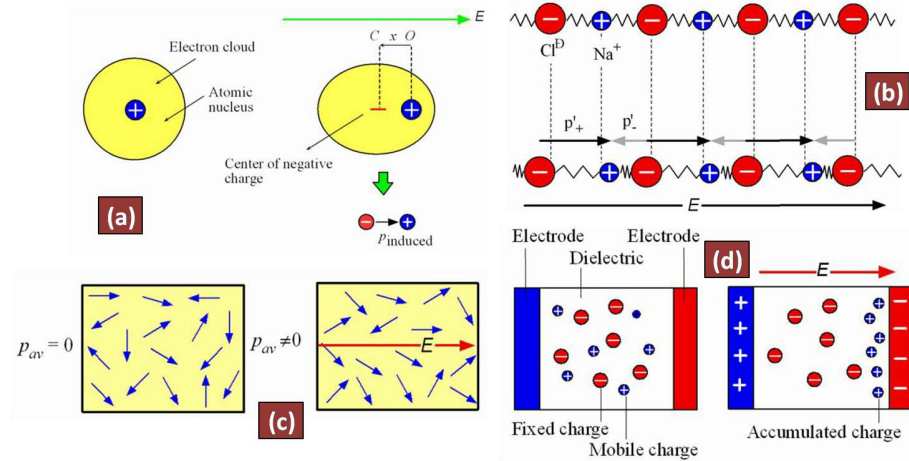 E
C x O
Electron cloud
Atomic
nucleus
Center of negative
charge
p induced
(a)
Cl^Đ
Na⁺
p'₊
p'₋
E
(b)
p_av = 0
p_av ≠ 0
E
(c)
Electrode
Electrode
Dielectric
(d)
E
Fixed charge
Mobile charge
Accumulated charge